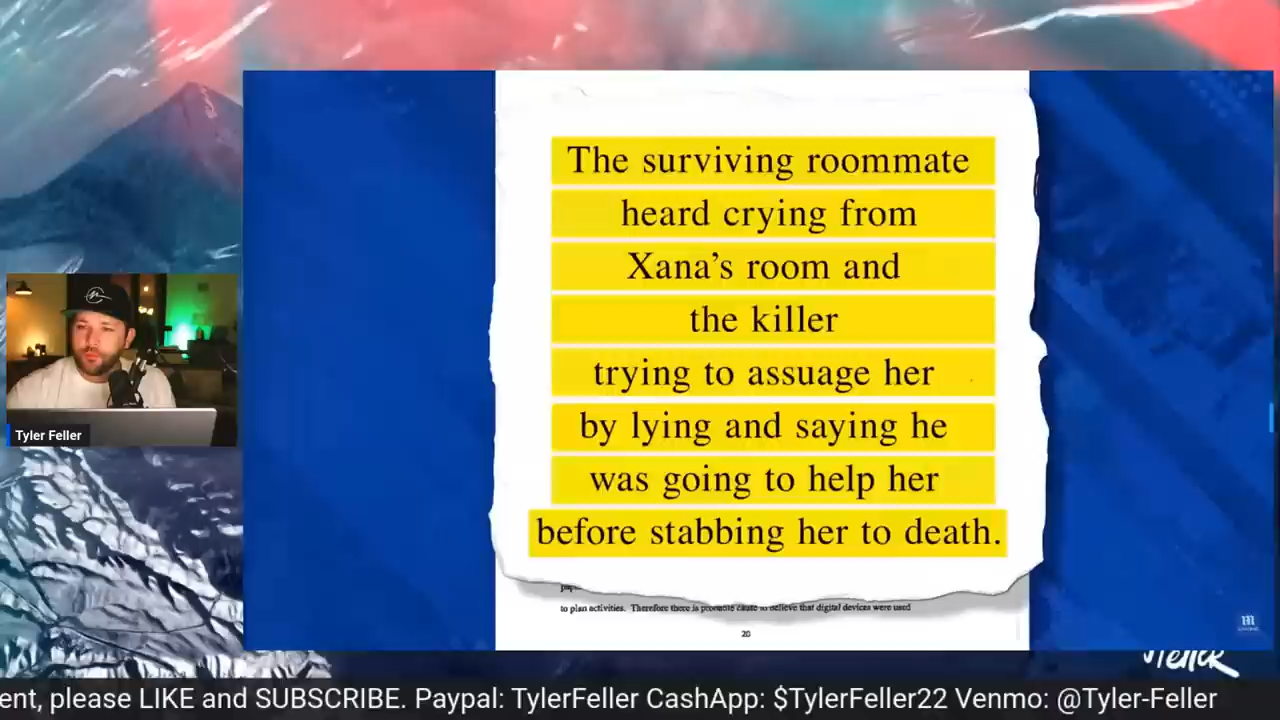 The surviving roommate
heard crying from
Xana's room and
the killer
trying to assuage her
by lying and saying he
was going to help her
before stabbing her to death.
to plan activities. Therefore there is probable cause to believe that digital devices were used
20
Tyler Feller
ent, please LIKE and SUBSCRIBE. Paypal: TylerFeller CashApp: $TylerFeller22 Venmo: @Tyler-Feller